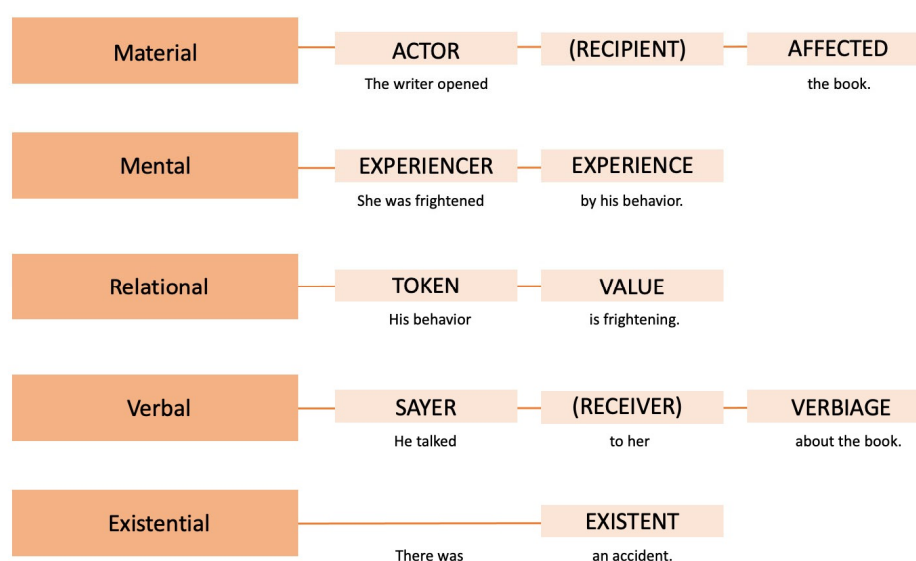 Material ACTOR (RECIPIENT) AFFECTED
The writer opened the book.
Mental EXPERIENCER EXPERIENCE
She was frightened by his behavior.
Relational TOKEN VALUE
His behavior is frightening.
Verbal SAYER (RECEIVER) VERBIAGE
He talked to her about the book.
Existential EXISTENT
There was an accident.